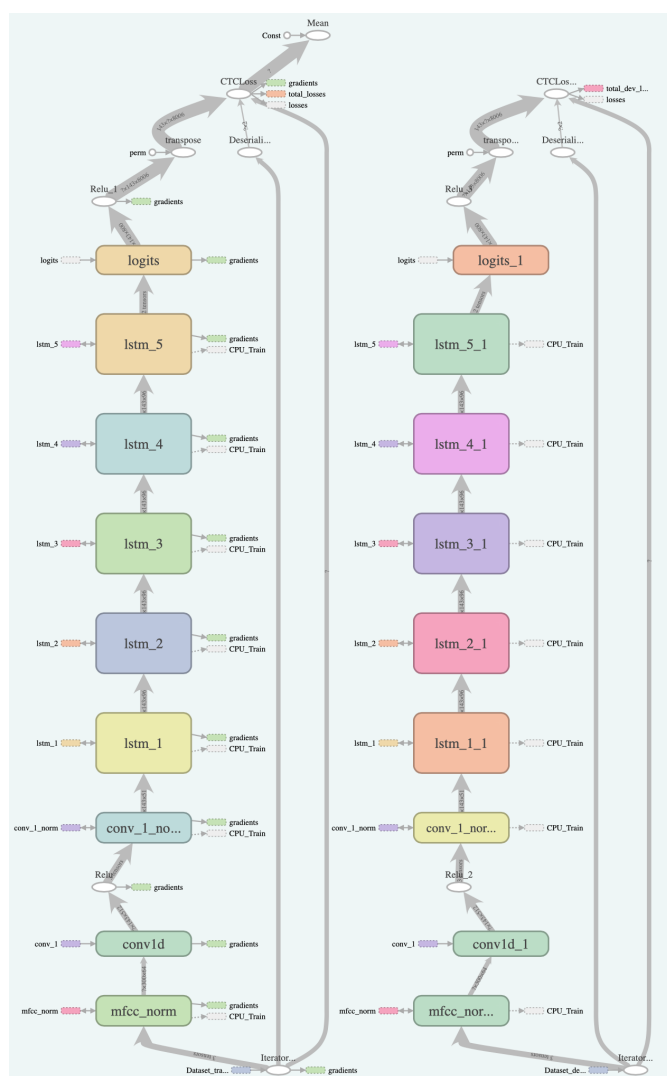 Mean
Const
CTCLoss
gradients
total_losses
losses
transpose
perm
Deseriali...
Relu_1
gradients
logits
logits
gradients
lstm_5
lstm_5
gradients
CPU_Train
lstm_4
lstm_4
gradients
CPU_Train
lstm_3
lstm_3
gradients
CPU_Train
lstm_2
lstm_2
gradients
CPU_Train
lstm_1
lstm_1
gradients
CPU_Train
conv_1_norm
conv_1_no...
gradients
CPU_Train
Relu
gradients
conv_1
conv1d
gradients
mfcc_norm
mfcc_norm
gradients
CPU_Train
Iterator...
Dataset_tra...
gradients
CTCLos...
total_dev_l...
losses
transpo...
perm
Deseriali...
Relu_3
logits
logits_1
lstm_5
lstm_5_1
CPU_Train
lstm_4
lstm_4_1
CPU_Train
lstm_3
lstm_3_1
CPU_Train
lstm_2
lstm_2_1
CPU_Train
lstm_1
lstm_1_1
CPU_Train
conv_1_norm
conv_1_nor...
CPU_Train
Relu_2
conv_1
conv1d_1
mfcc_norm
mfcc_nor...
CPU_Train
Iterator...
Dataset_de...